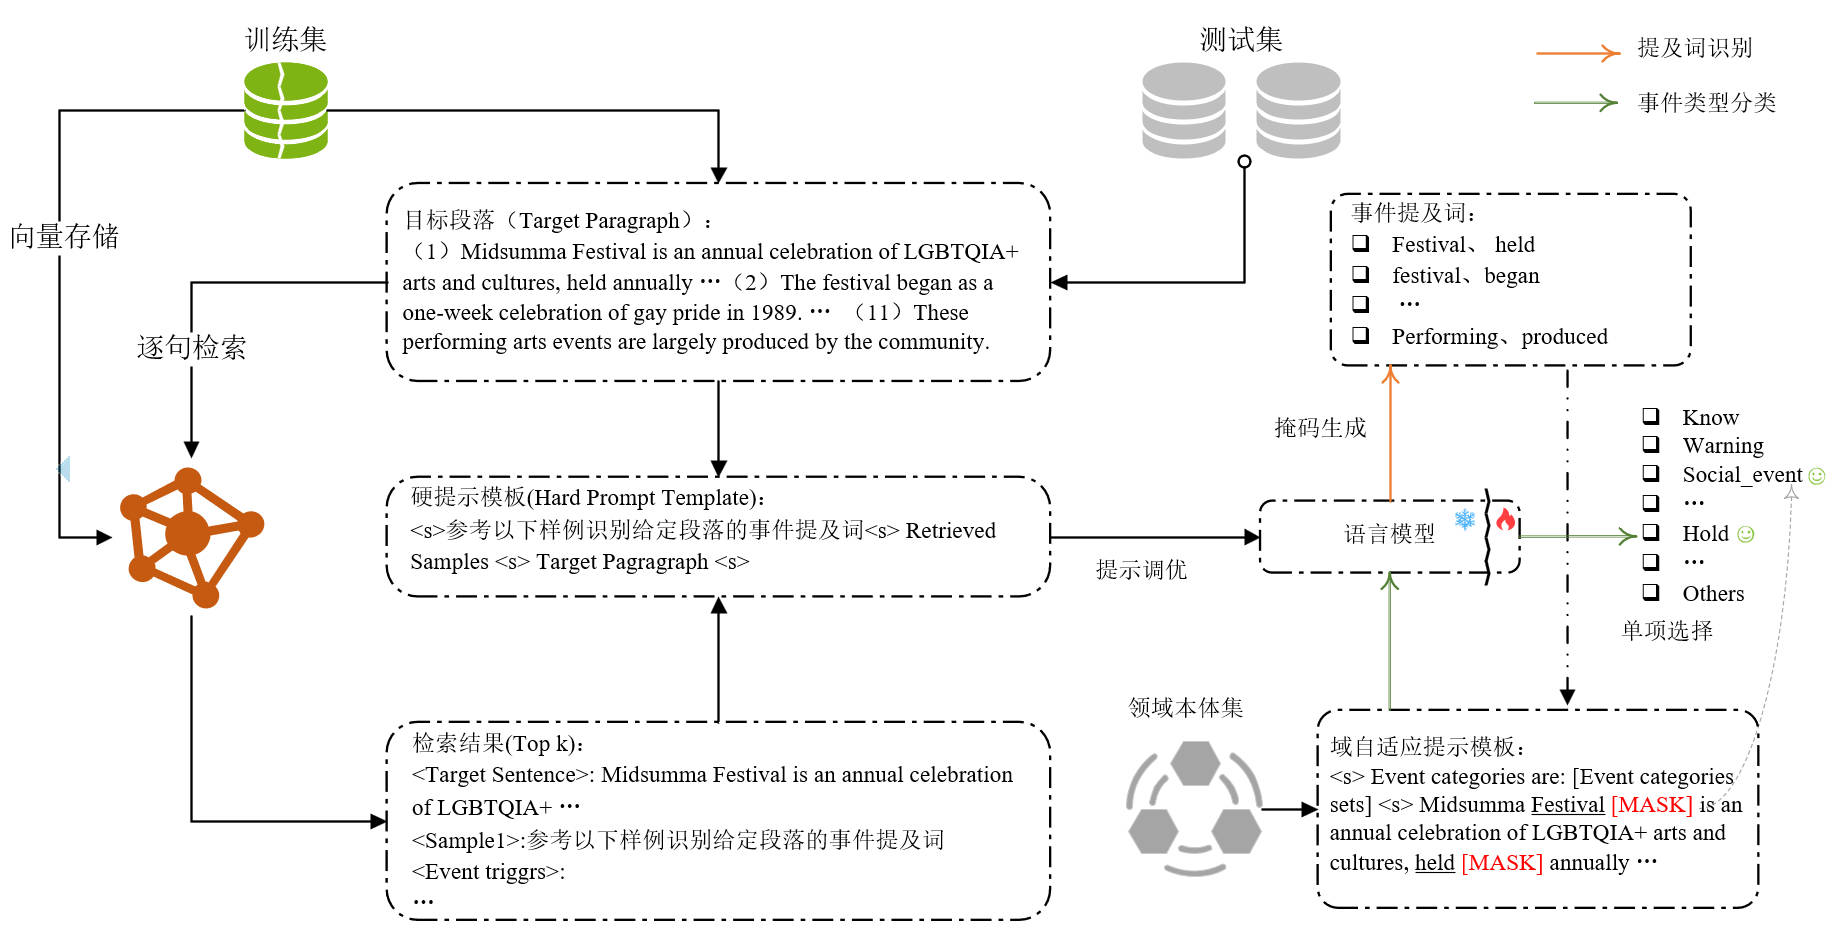 训练集
测试集
提及词识别
事件类型分类
向量存储
目标段落（Target Paragraph）：
（1）Midsumma Festival is an annual celebration of LGBTQIA+
arts and cultures, held annually …（2）The festival began as a
one-week celebration of gay pride in 1989. … （11）These
performing arts events are largely produced by the community.
事件提及词：
Festival、 held
festival、began
…
Performing、produced
逐句检索
掩码生成
Know
Warning
Social_event
…
Hold
…
Others
单项选择
硬提示模板(Hard Prompt Template)：
<s>参考以下样例识别给定段落的事件提及词<s> Retrieved
Samples <s> Target Pagragraph <s>
提示调优
语言模型
检索结果(Top k)：
<Target Sentence>: Midsumma Festival is an annual celebration
of LGBTQIA+ …
<Sample1>:参考以下样例识别给定段落的事件提及词
<Event triggrs>:
…
领域本体集
域自适应提示模板：
<s> Event categories are: [Event categories
sets] <s> Midsumma Festival [MASK] is an
annual celebration of LGBTQIA+ arts and
cultures, held [MASK] annually …